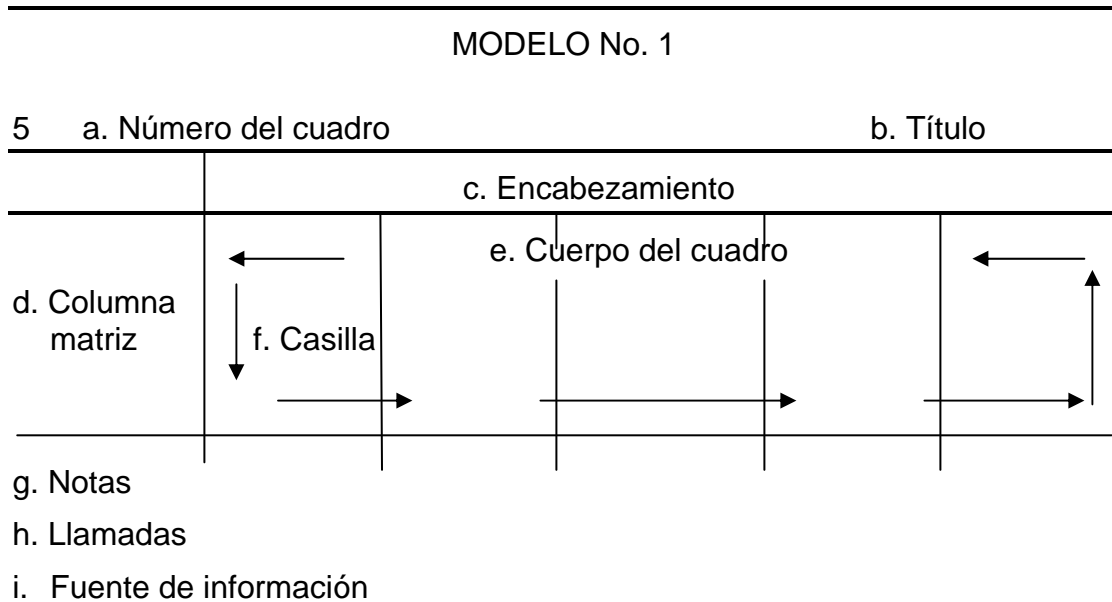 MODELO No. 1
5 a. Número del cuadro b. Título
c. Encabezamiento
e. Cuerpo del cuadro
d. Columna
matriz f. Casilla
g. Notas
h. Llamadas
i. Fuente de información